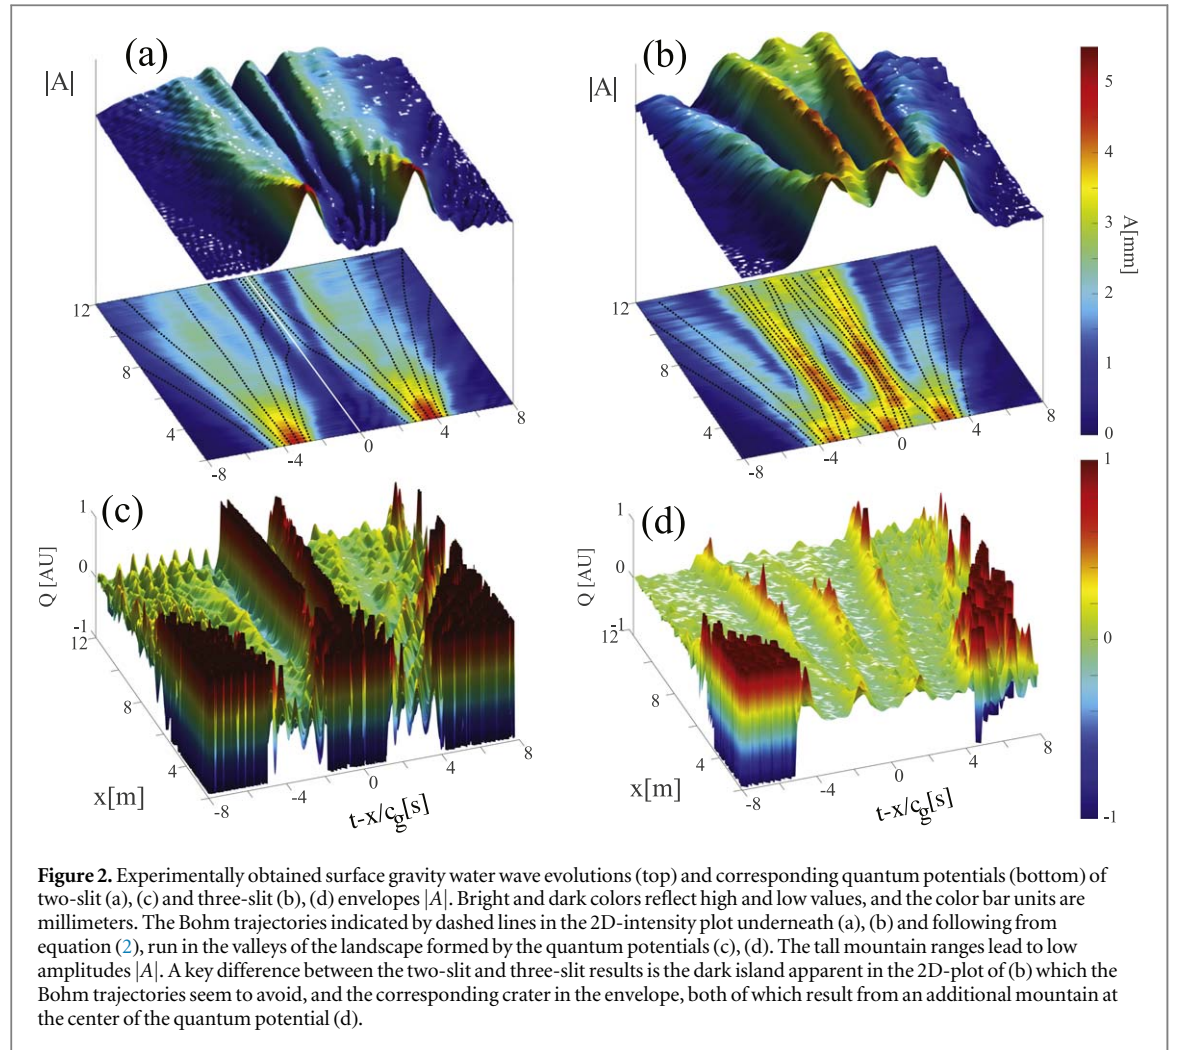 (a)
(b)
|A|
|A|
5
4
3
2
1
0
A[mm]
12
8
4
-8
-4
0
4
8
12
8
4
-8
-4
0
4
8
(c)
(d)
1
0
-1
Q [AU]
12
8
4
x[m]
-8
-4
0
4
8
t-x/cg[s]
1
0
-1
Q [AU]
12
8
4
x[m]
-8
-4
0
4
8
t-x/cg[s]
1
0
-1
Figure 2. Experimentally obtained surface gravity water wave evolutions (top) and corresponding quantum potentials (bottom) of
two-slit (a), (c) and three-slit (b), (d) envelopes |A|. Bright and dark colors reflect high and low values, and the color bar units are
millimeters. The Bohm trajectories indicated by dashed lines in the 2D-intensity plot underneath (a), (b) and following from
equation (2), run in the valleys of the landscape formed by the quantum potentials (c), (d). The tall mountain ranges lead to low
amplitudes |A|. A key difference between the two-slit and three-slit results is the dark island apparent in the 2D-plot of (b) which the
Bohm trajectories seem to avoid, and the corresponding crater in the envelope, both of which result from an additional mountain at
the center of the quantum potential (d).